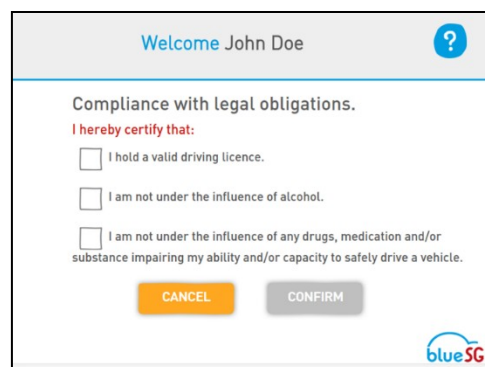 Welcome John Doe
?
Compliance with legal obligations.
I hereby certify that:
I hold a valid driving licence.
I am not under the influence of alcohol.
I am not under the influence of any drugs, medication and/or
substance impairing my ability and/or capacity to safely drive a vehicle.
CANCEL CONFIRM
blueSG